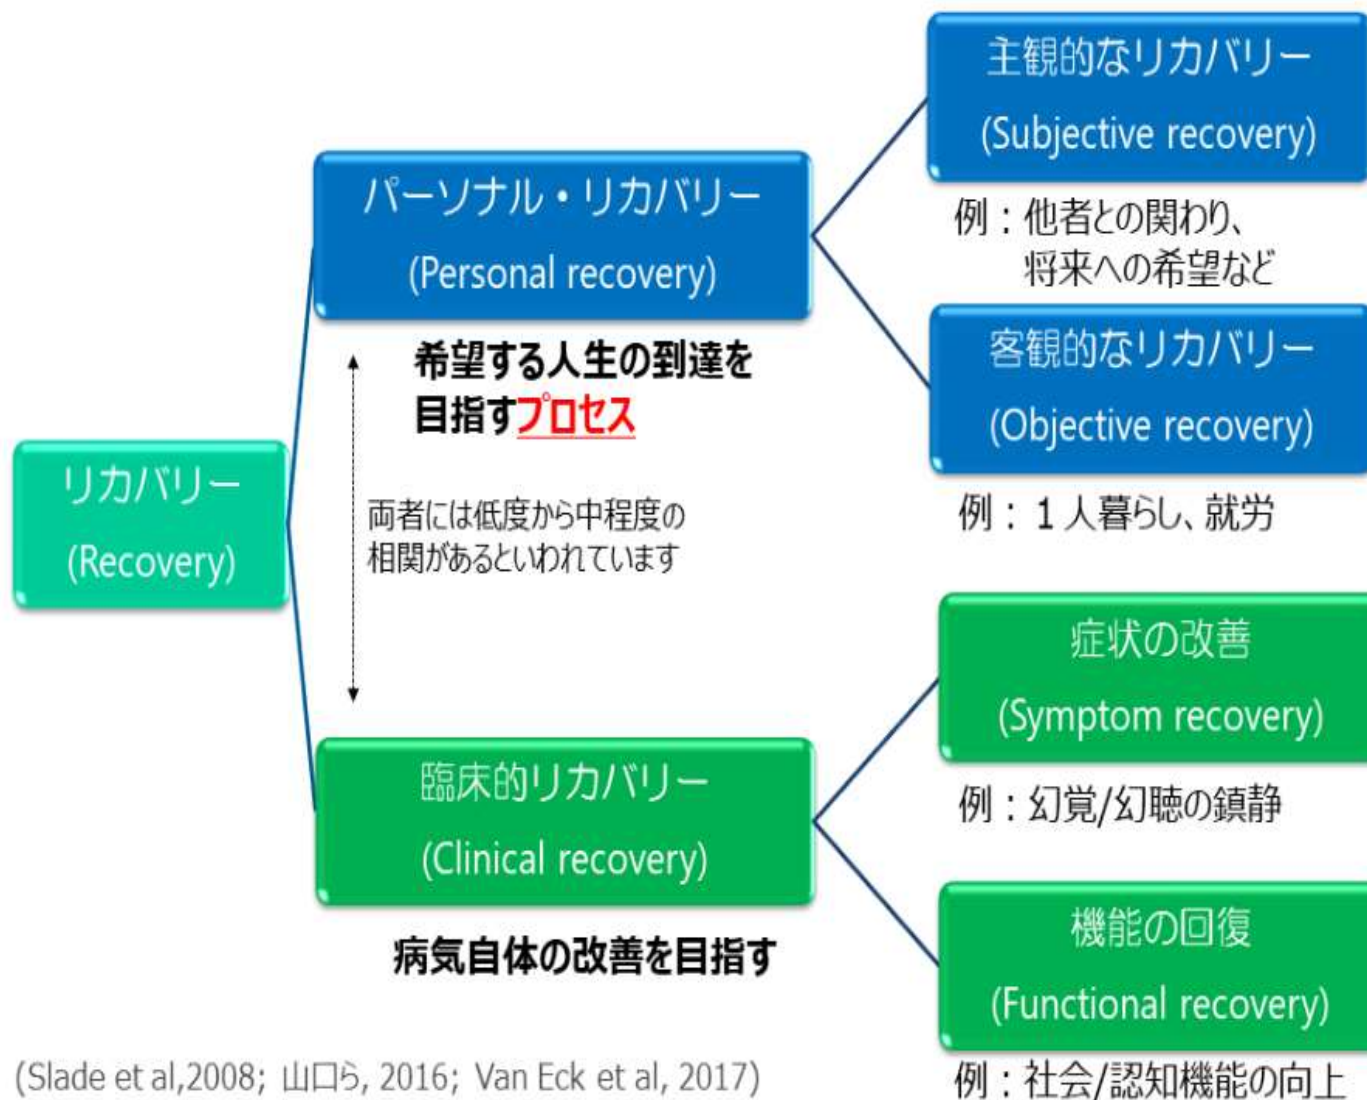 主観的なリカバリー
(Subjective recovery)
例：他者との関わり、
将来への希望など
パーソナル・リカバリー
(Personal recovery)
希望する人生の到達を
目指すプロセス
客観的なリカバリー
(Objective recovery)
例：１人暮らし、就労
リカバリー
(Recovery)
両者には低度から中程度の
相関があるといわれています
症状の改善
(Symptom recovery)
例：幻覚/幻聴の鎮静
臨床的リカバリー
(Clinical recovery)
病気自体の改善を目指す
機能の回復
(Functional recovery)
例：社会/認知機能の向上
(Slade et al,2008; 山口ら, 2016; Van Eck et al, 2017)